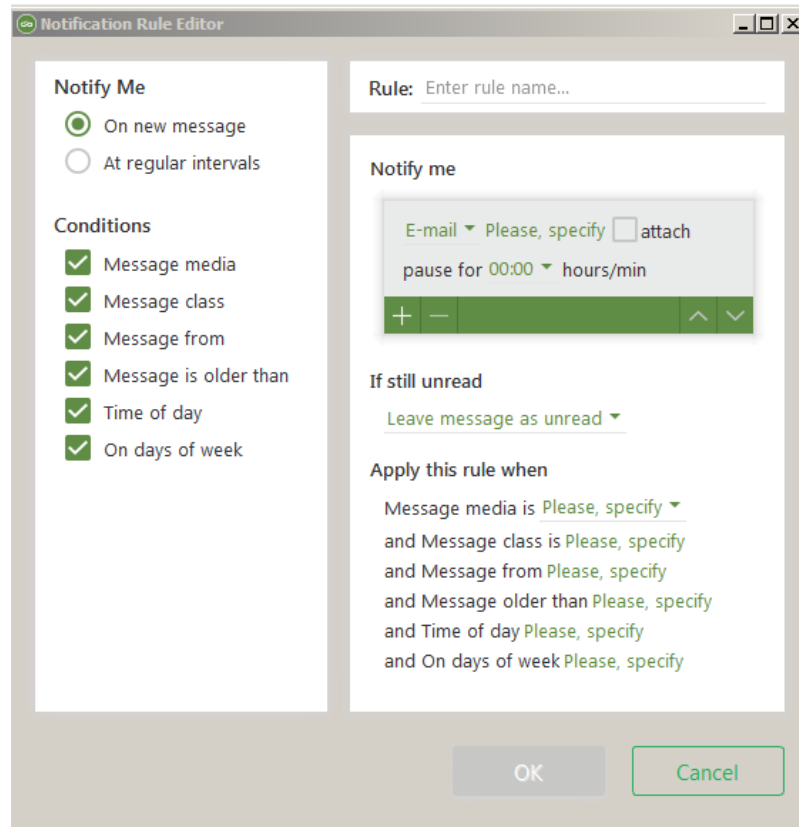 Notification Rule Editor
Notify Me
On new message
At regular intervals
Conditions
Message media
Message class
Message from
Message is older than
Time of day
On days of week
Rule: Enter rule name...
Notify me
E-mail Please, specify attach
pause for 00:00 hours/min
If still unread
Leave message as unread
Apply this rule when
Message media is Please, specify
and Message class is Please, specify
and Message from Please, specify
and Message older than Please, specify
and Time of day Please, specify
and On days of week Please, specify
OK
Cancel